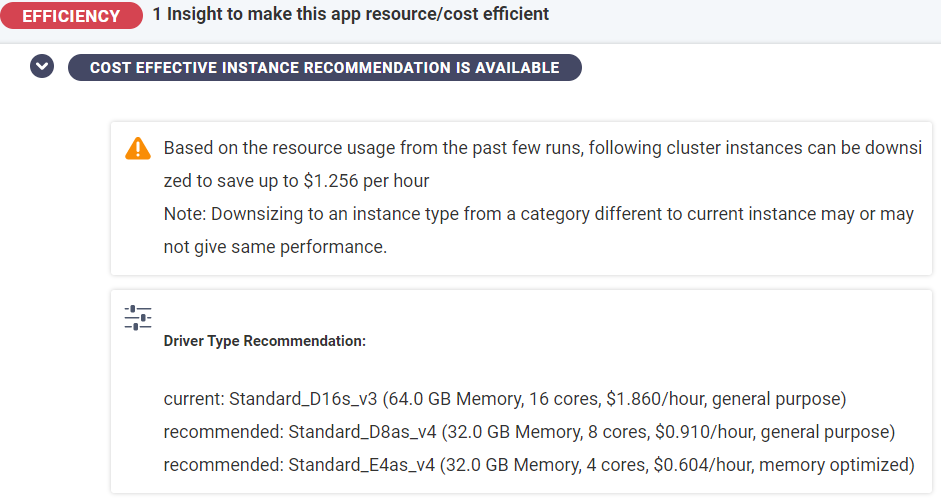 EFFICIENCY 1 Insight to make this app resource/cost efficient
COST EFFECTIVE INSTANCE RECOMMENDATION IS AVAILABLE
Based on the resource usage from the past few runs, following cluster instances can be downsi
zed to save up to $1.256 per hour
Note: Downsizing to an instance type from a category different to current instance may or may
not give same performance.
Driver Type Recommendation:
current: Standard_D16s_v3 (64.0 GB Memory, 16 cores, $1.860/hour, general purpose)
recommended: Standard_D8as_v4 (32.0 GB Memory, 8 cores, $0.910/hour, general purpose)
recommended: Standard_E4as_v4 (32.0 GB Memory, 4 cores, $0.604/hour, memory optimized)